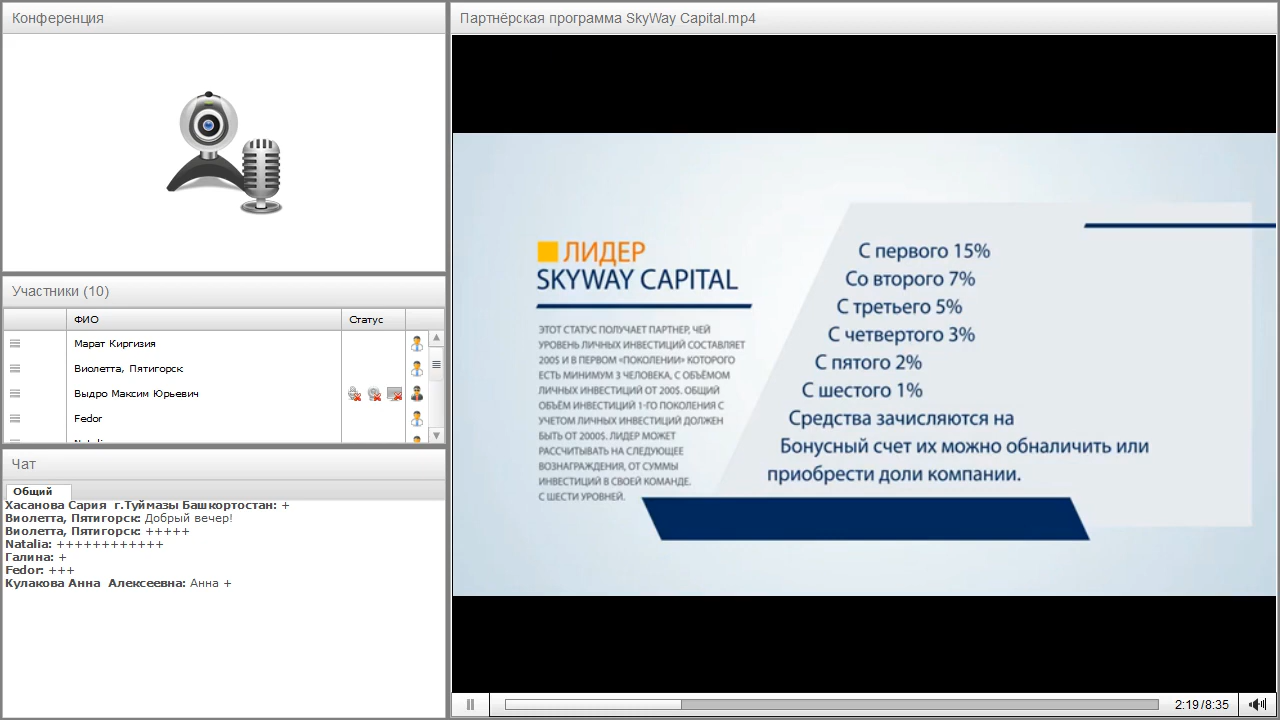 Конференция
Участники (10)
ФИО Статус
Марат Киргизия
Виолетта, Пятигорск
Выдро Максим Юрьевич
Fedor
Чат
Общий
Хасанова Сария г.Туймазы Башкортостан: +
Виолетта, Пятигорск: Добрый вечер!
Виолетта, Пятигорск: +++++
Natalia: ++++++++++++
Галина: +
Fedor: +++
Кулакова Анна Алексеевна: Анна +
Партнёрская программа SkyWay Capital.mp4
ЛИДЕР
SKYWAY CAPITAL
ЭТОТ СТАТУС ПОЛУЧАЕТ ПАРТНЕР, ЧЕЙ
УРОВЕНЬ ЛИЧНЫХ ИНВЕСТИЦИЙ СОСТАВЛЯЕТ
200$ И В ПЕРВОМ «ПОКОЛЕНИИ» КОТОРОГО
ЕСТЬ МИНИМУМ 3 ЧЕЛОВЕКА, С ОБЪЁМОМ
ЛИЧНЫХ ИНВЕСТИЦИЙ ОТ 200$. ОБЩИЙ
ОБЪЁМ ИНВЕСТИЦИЙ 1-ГО ПОКОЛЕНИЯ С
УЧЕТОМ ЛИЧНЫХ ИНВЕСТИЦИЙ ДОЛЖЕН
БЫТЬ ОТ 2000$. ЛИДЕР МОЖЕТ
РАССЧИТЫВАТЬ НА СЛЕДУЮЩЕЕ
ВОЗНАГРАЖДЕНИЯ, ОТ СУММЫ
ИНВЕСТИЦИЙ В СВОЕЙ КОМАНДЕ.
С ШЕСТИ УРОВНЕЙ.
С первого 15%
Со второго 7%
С третьего 5%
С четвертого 3%
С пятого 2%
С шестого 1%
Средства зачисляются на
Бонусный счет их можно обналичить или
приобрести доли компании.
2:19/8:35